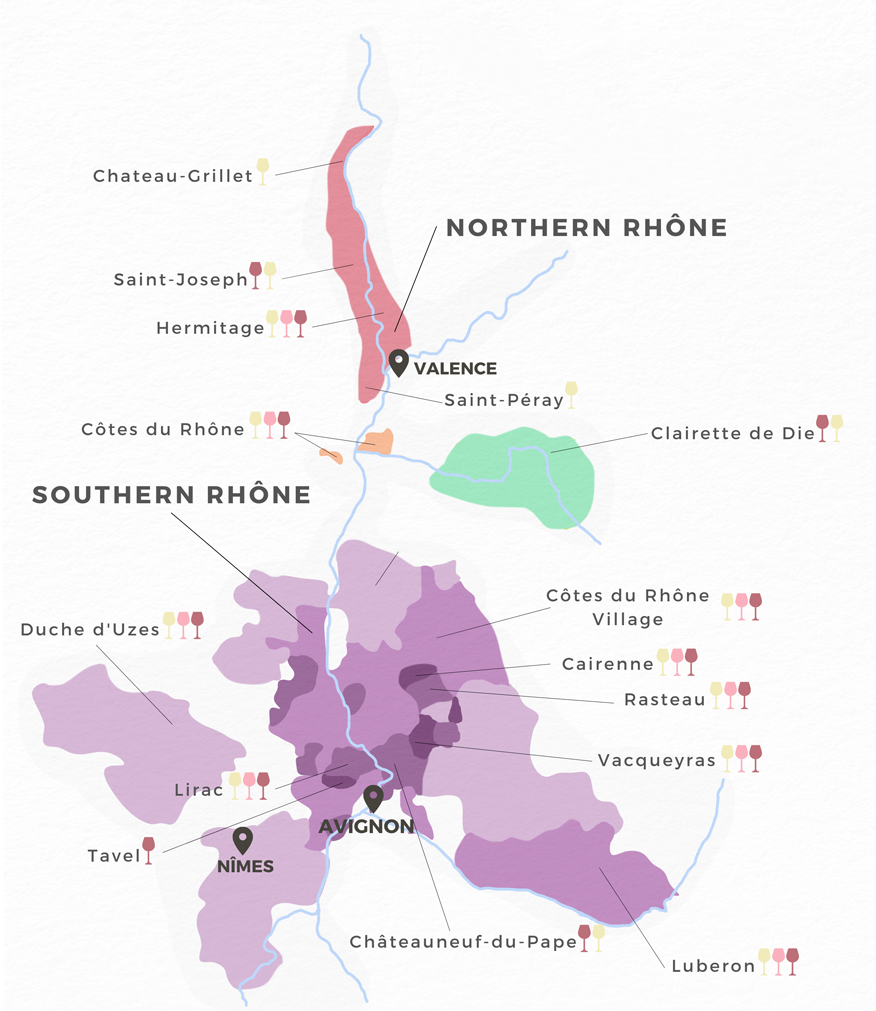 Chateau-Grillet
NORTHERN RHÔNE
Saint-Joseph
Hermitage
VALENCE
Saint-Péray
Côtes du Rhône
Clairette de Die
SOUTHERN RHÔNE
Côtes du Rhône
Village
Duche d'Uzes
Cairenne
Rasteau
Vacqueyras
Lirac
AVIGNON
Tavel
NÎMES
Châteauneuf-du-Pape
Luberon